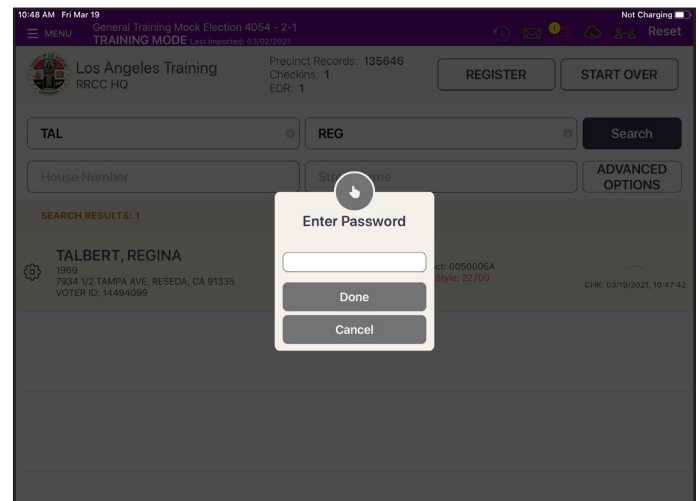 10:48 AM Fri Mar 19
Not Charging
MENU
General Training Mock Election 4054 - 2-1
TRAINING MODE Last Imported: 03/02/2021
Reset
Los Angeles Training
RRCC HQ
Precinct Records: 135646
Checkins: 1
EDR: 1
REGISTER
START OVER
TAL
REG
Search
House Number
ADVANCED
OPTIONS
SEARCH RESULTS: 1
Enter Password
TALBERT, REGINA
1969
7934 1/2 TAMPA AVE, RESEDA, CA 91335
VOTER ID: 14494099
0050005A
Style: 22700
CHK: 03/19/2021, 10:47:42
Done
Cancel